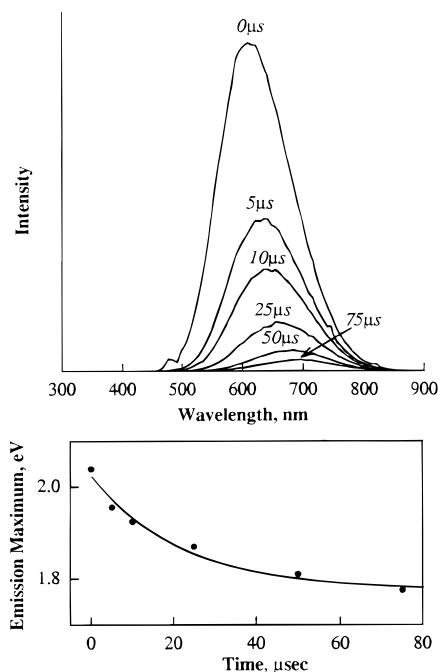 0μs
5μs
10μs
25μs
50μs
75μs
Intensity
300 400 500 600 700 800 900
Wavelength, nm
Emission Maximum, eV
2.0
1.8
0 20 40 60 80
Time, μsec